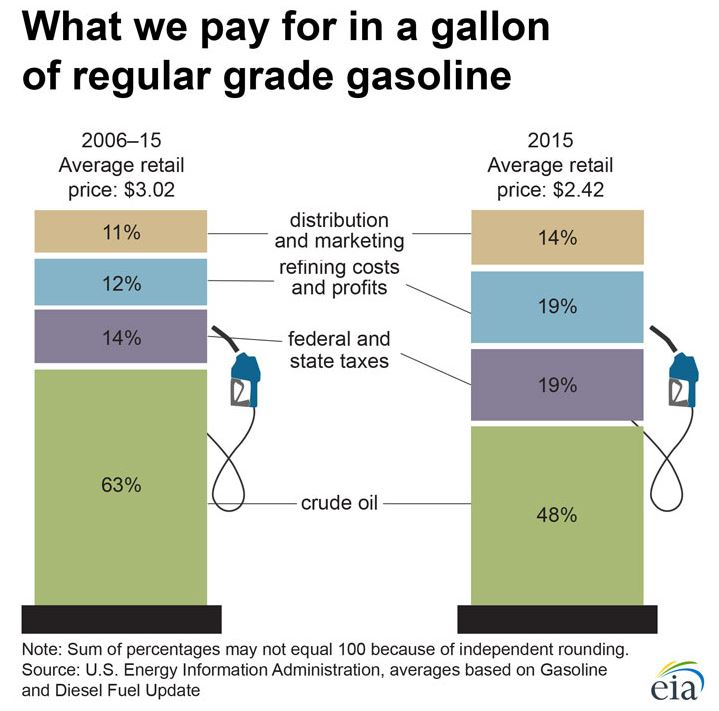 What we pay for in a gallon
of regular grade gasoline
2006–15
Average retail
price: $3.02
2015
Average retail
price: $2.42
11%
distribution
and marketing
14%
12%
refining costs
and profits
19%
14%
federal and
state taxes
19%
63%
crude oil
48%
Note: Sum of percentages may not equal 100 because of independent rounding.
Source: U.S. Energy Information Administration, averages based on Gasoline
and Diesel Fuel Update
eia